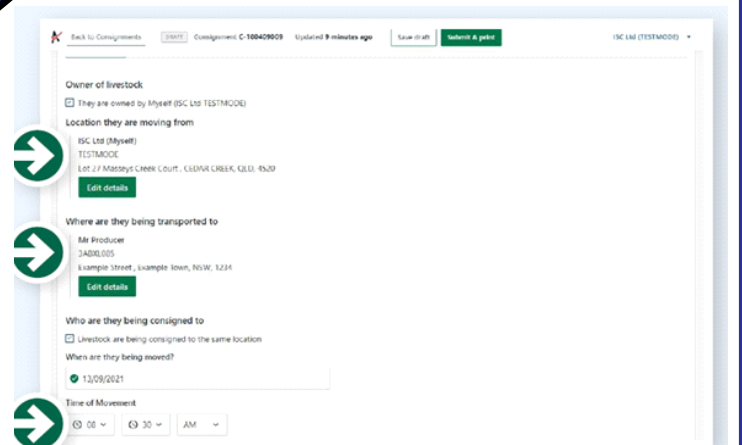 Back to Consignments DRAFT Consignment C-100409009 Updated 9 minutes ago Save draft Submit & print ISC Ltd (TESTMODE)
Owner of livestock
They are owned by Myself (ISC Ltd TESTMODE)
Location they are moving from
ISC Ltd (Myself)
TESTMODE
Lot 27 Masseys Creek Court , CEDAR CREEK, QLD, 4520
Edit details
Where are they being transported to
Mr Producer
3ABXL005
Example Street , Example Town, NSW, 1234
Edit details
Who are they being consigned to
Livestock are being consigned to the same location
When are they being moved?
13/09/2021
Time of Movement
08 30 AM